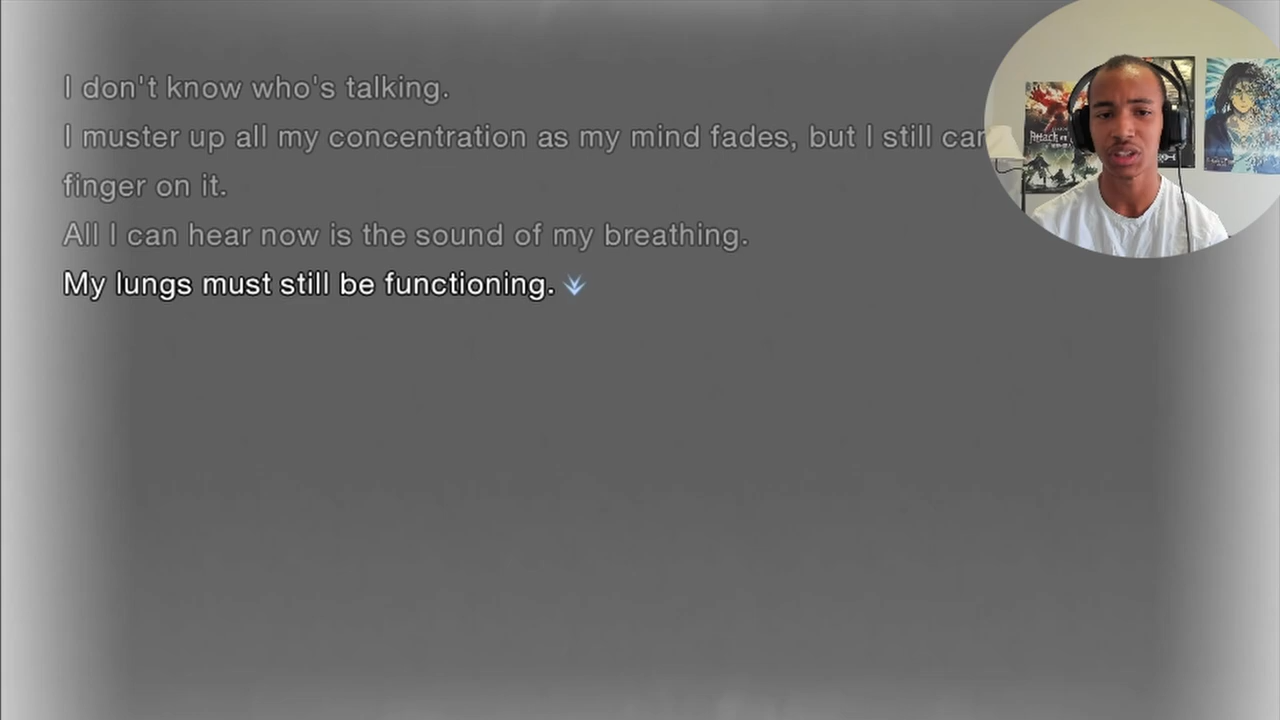 I don't know who's talking.
I muster up all my concentration as my mind fades, but I still
finger on it.
All I can hear now is the sound of my breathing.
My lungs must still be functioning.
Attack